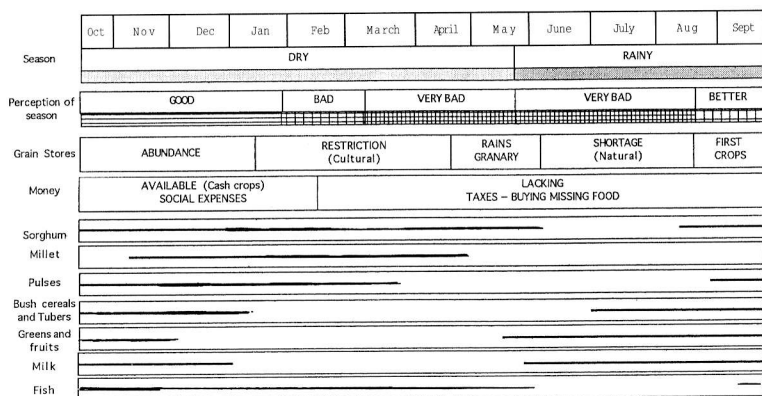 Oct Nov Dec Jan Feb March April May June July Aug Sept
Season DRY RAINY
Perception of season GOOD BAD VERY BAD VERY BAD BETTER
Grain Stores ABUNDANCE RESTRICTION (Cultural) RAINS GRANARY SHORTAGE (Natural) FIRST CROPS
Money AVAILABLE (Cash crops) SOCIAL EXPENSES LACKING TAXES – BUYING MISSING FOOD
Sorghum
Millet
Pulses
Bush cereals
and Tubers
Greens and
fruits
Milk
Fish